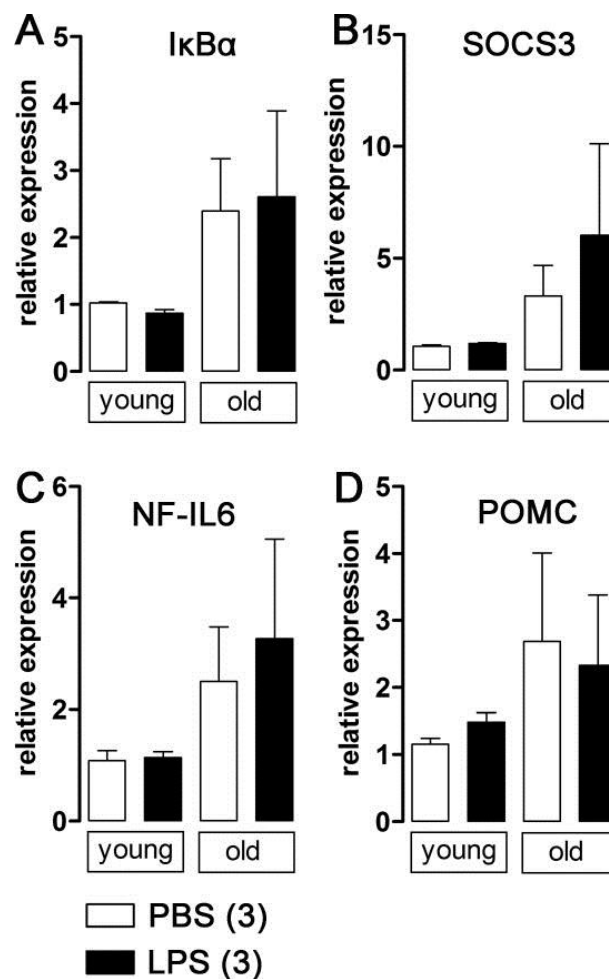 A
IκBα
relative expression
5
4
3
2
1
0
young
old
B
SOCS3
relative expression
15
10
5
0
young
old
C
NF-IL6
relative expression
6
4
2
0
young
old
D
POMC
relative expression
5
4
3
2
1
0
young
old
PBS (3)
LPS (3)